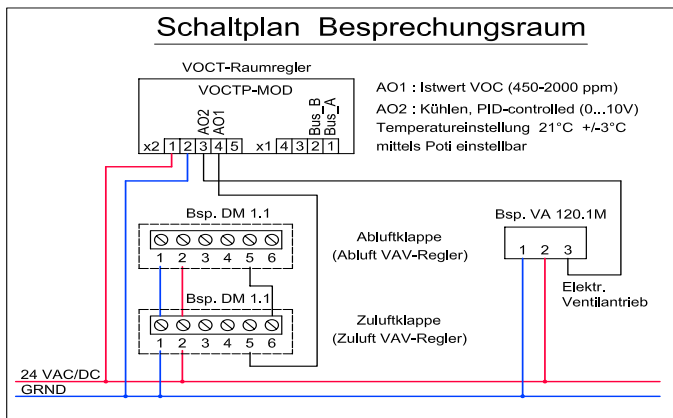 Schaltplan Besprechungsraum
VOCT-Raumregler
VOCTP-MOD
AO2
AO1
Bus_B
Bus_A
x2 1 2 3 4 5 x1 4 3 2 1
AO1 : Istwert VOC (450-2000 ppm)
AO2 : Kühlen, PID-controlled (0...10V)
Temperatureinstellung 21°C +/-3°C
mittels Poti einstellbar
Bsp. DM 1.1
1 2 3 4 5 6
Abluftklappe
(Abluft VAV-Regler)
Bsp. VA 120.1M
1 2 3
Elektr.
Ventilantrieb
Bsp. DM 1.1
1 2 3 4 5 6
Zuluftklappe
(Zuluft VAV-Regler)
24 VAC/DC
GRND